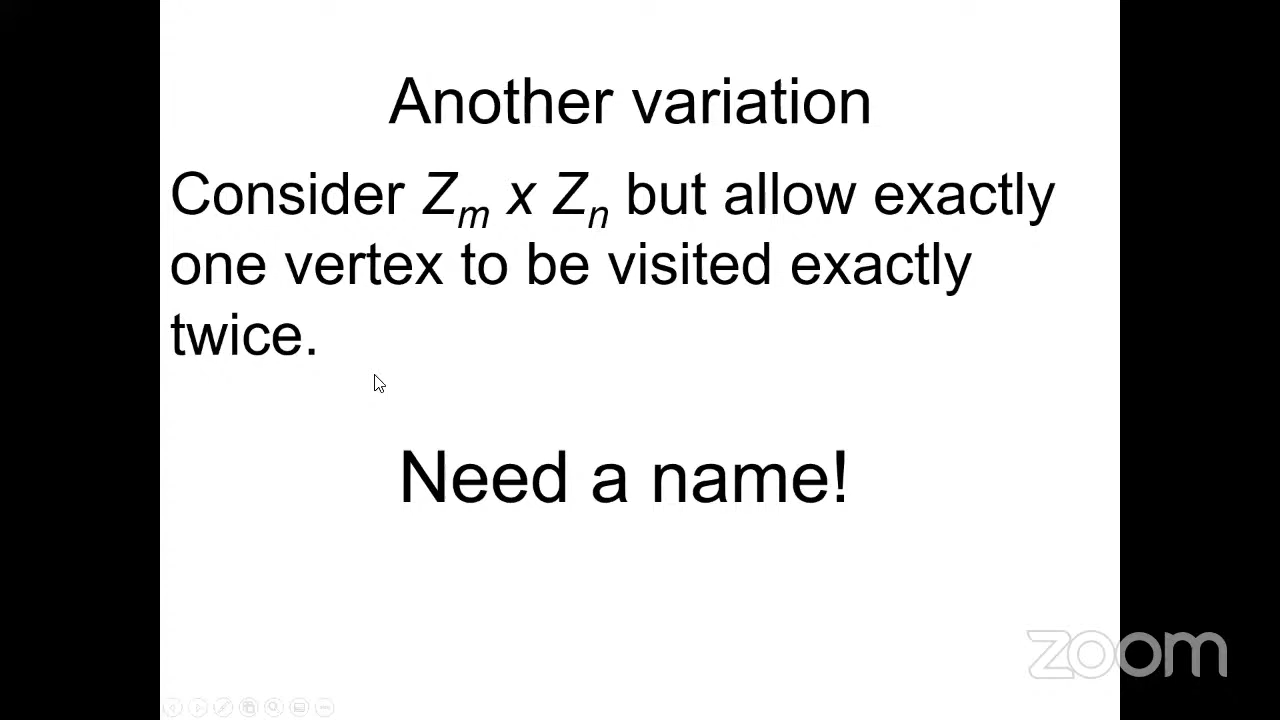 Another variation
Consider Zm x Zn but allow exactly
one vertex to be visited exactly
twice.
Need a name!
zoom